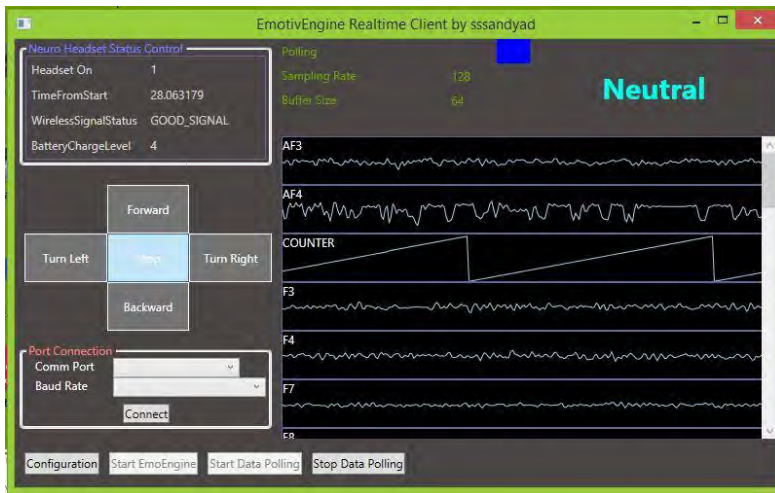 EmotivEngine Realtime Client by sssandyad
Neuro Headset Status Control
Headset On 1
TimeFromStart 28.063179
WirelessSignalStatus GOOD_SIGNAL
BatteryChargeLevel 4
Polling
Sampling Rate 128
Buffer Size 64
Neutral
Forward
Turn Left
Turn Right
Backward
Port Connection
Comm Port
Baud Rate
Connect
AF3
AF4
COUNTER
F3
F4
F7
F8
Configuration
Start EmoEngine
Start Data Polling
Stop Data Polling